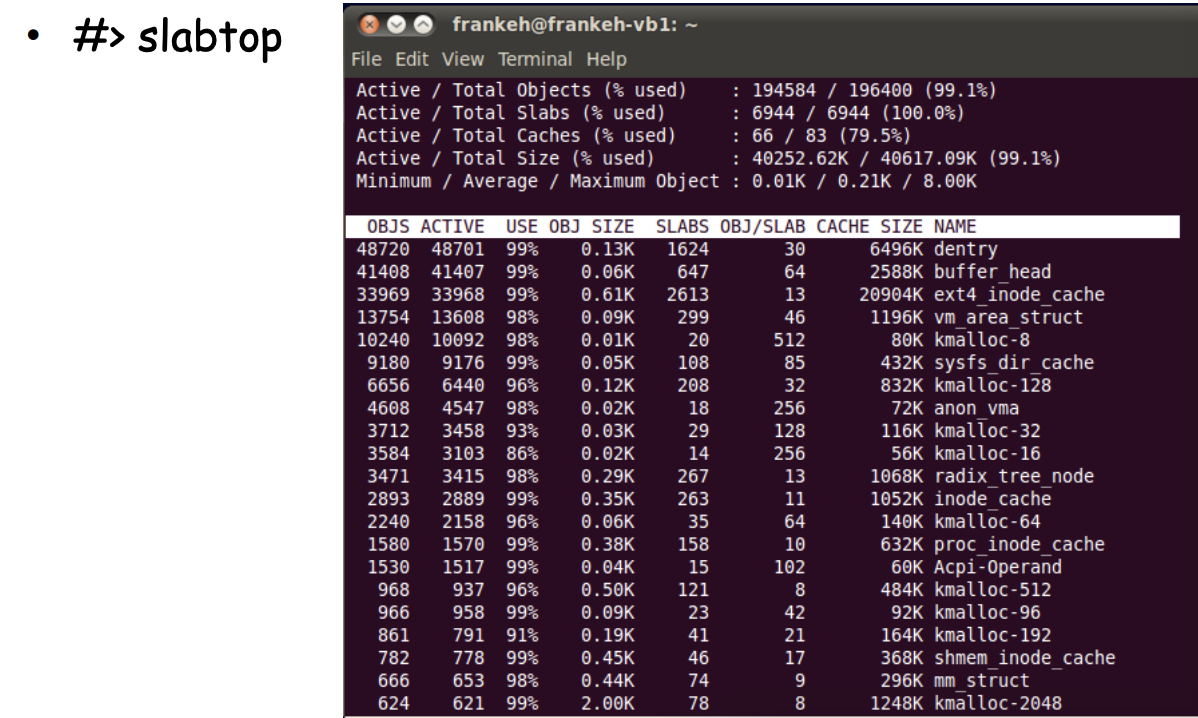 • #> slabtop
frankeh@frankeh-vb1: ~
File Edit View Terminal Help
Active / Total Objects (% used)    : 194584 / 196400 (99.1%)
Active / Total Slabs (% used)      : 6944 / 6944 (100.0%)
Active / Total Caches (% used)     : 66 / 83 (79.5%)
Active / Total Size (% used)       : 40252.62K / 40617.09K (99.1%)
Minimum / Average / Maximum Object : 0.01K / 0.21K / 8.00K
OBJS ACTIVE  USE OBJ SIZE  SLABS OBJ/SLAB CACHE SIZE NAME
48720  48701  99%    0.13K   1624       30      6496K dentry
41408  41407  99%    0.06K    647       64      2588K buffer_head
33969  33968  99%    0.61K   2613       13     20904K ext4_inode_cache
13754  13608  98%    0.09K    299       46      1196K vm_area_struct
10240  10092  98%    0.01K     20      512        80K kmalloc-8
9180   9176  99%    0.05K    108       85       432K sysfs_dir_cache
6656   6440  96%    0.12K    208       32       832K kmalloc-128
4608   4547  98%    0.02K     18      256        72K anon_vma
3712   3458  93%    0.03K     29      128       116K kmalloc-32
3584   3103  86%    0.02K     14      256        56K kmalloc-16
3471   3415  98%    0.29K    267       13      1068K radix_tree_node
2893   2889  99%    0.35K    263       11      1052K inode_cache
2240   2158  96%    0.06K     35       64       140K kmalloc-64
1580   1570  99%    0.38K    158       10       632K proc_inode_cache
1530   1517  99%    0.04K     15      102        60K Acpi-Operand
968    937  96%    0.50K    121        8       484K kmalloc-512
966    958  99%    0.09K     23       42        92K kmalloc-96
861    791  91%    0.19K     41       21       164K kmalloc-192
782    778  99%    0.45K     46       17       368K shmem_inode_cache
666    653  98%    0.44K     74        9       296K mm_struct
624    621  99%    2.00K     78        8      1248K kmalloc-2048